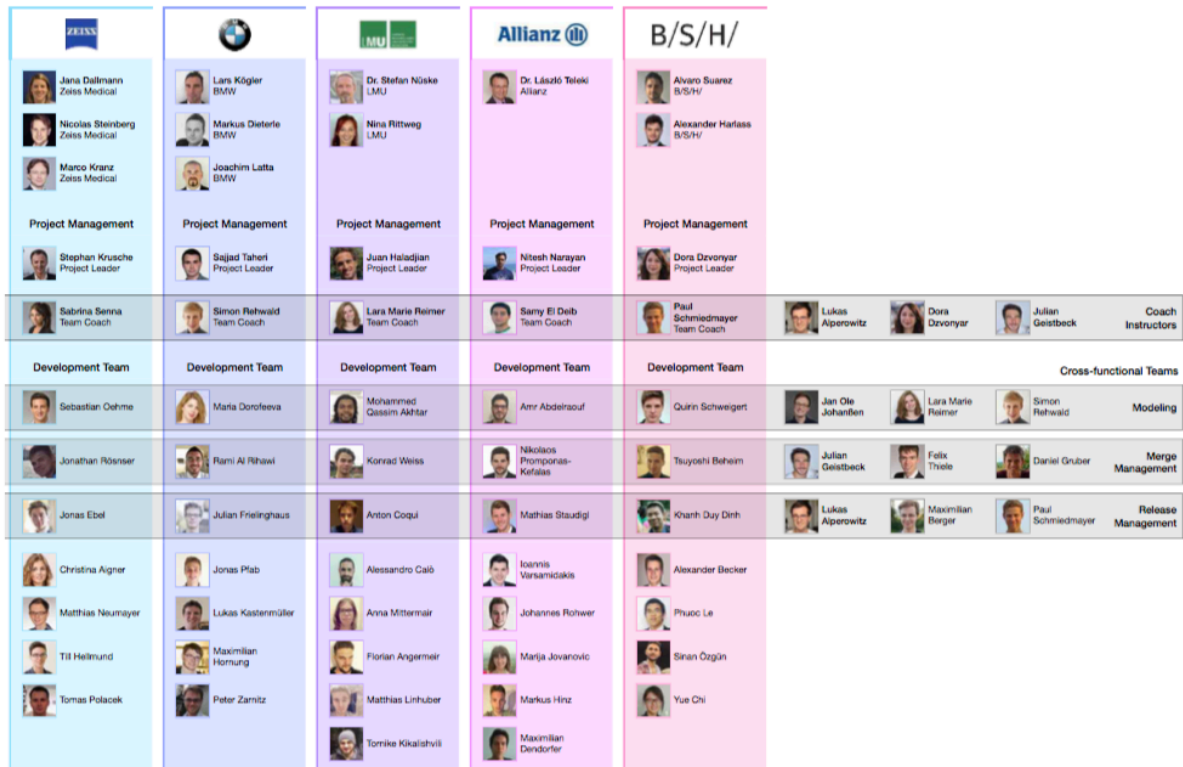 ZEISS
LMU
Allianz
B/S/H/
Jana Dallmann
Zeiss Medical
Nicolas Steinberg
Zeiss Medical
Marco Kranz
Zeiss Medical
Lars Kögler
BMW
Markus Dieterle
BMW
Joachim Latta
BMW
Dr. Stefan Nüske
LMU
Nina Rittweg
LMU
Dr. László Teleki
Allianz
Alvaro Suarez
B/S/H/
Alexander Harlass
B/S/H/
Project Management
Project Management
Project Management
Project Management
Project Management
Stephan Krusche
Project Leader
Sajjad Taheri
Project Leader
Juan Haladjian
Project Leader
Nitesh Narayan
Project Leader
Dora Dzvonyar
Project Leader
Sabrina Senna
Team Coach
Simon Rehwald
Team Coach
Lara Marie Reimer
Team Coach
Samy El Deib
Team Coach
Paul
Schmiedmayer
Team Coach
Lukas
Alperowitz
Dora
Dzvonyar
Julian
Geistbeck
Coach
Instructors
Development Team
Development Team
Development Team
Development Team
Development Team
Cross-functional Teams
Sebastian Oehme
Maria Dorofeeva
Mohammed
Qassim Akhtar
Amr Abdelraouf
Quirin Schweigert
Jan Ole
Johanßen
Lara Marie
Reimer
Simon
Rehwald
Modeling
Jonathan Rösnser
Rami Al Rihawi
Konrad Weiss
Nikolaos
Promponas-
Kefalas
Tsuyoshi Beheim
Julian
Geistbeck
Felix
Thiele
Daniel Gruber
Merge
Management
Jonas Ebel
Julian Frielinghaus
Anton Coqui
Mathias Staudigl
Khanh Duy Dinh
Lukas
Alperowitz
Maximilian
Berger
Paul
Schmiedmayer
Release
Management
Christina Aigner
Jonas Pfab
Alessandro Caiò
Ioannis
Varsamidakis
Alexander Becker
Matthias Neumayer
Lukas Kastenmüller
Anna Mittermair
Johannes Rohwer
Phuoc Le
Till Hellmund
Maximilian
Hornung
Florian Angermeir
Marija Jovanovic
Sinan Özgün
Tomas Polacek
Peter Zarnitz
Matthias Linhuber
Markus Hinz
Yue Chi
Tornike Kikalishvili
Maximilian
Dendorfer